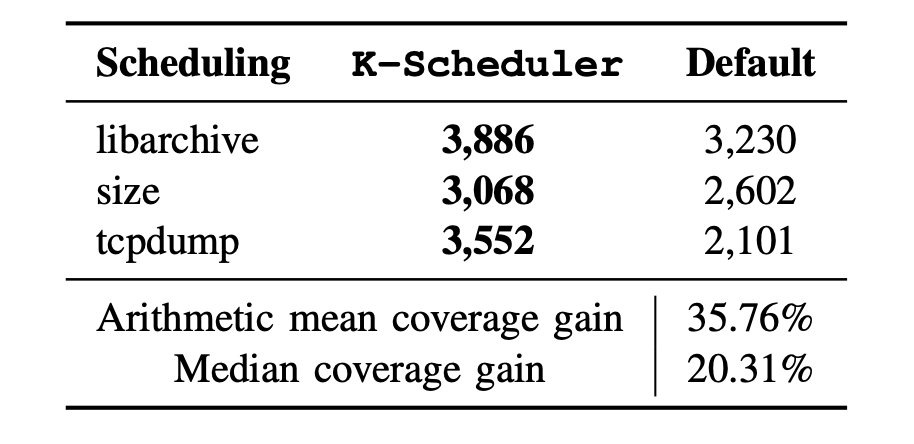 Scheduling K-Scheduler Default
libarchive 3,886 3,230
size 3,068 2,602
tcpdump 3,552 2,101
Arithmetic mean coverage gain 35.76%
Median coverage gain 20.31%